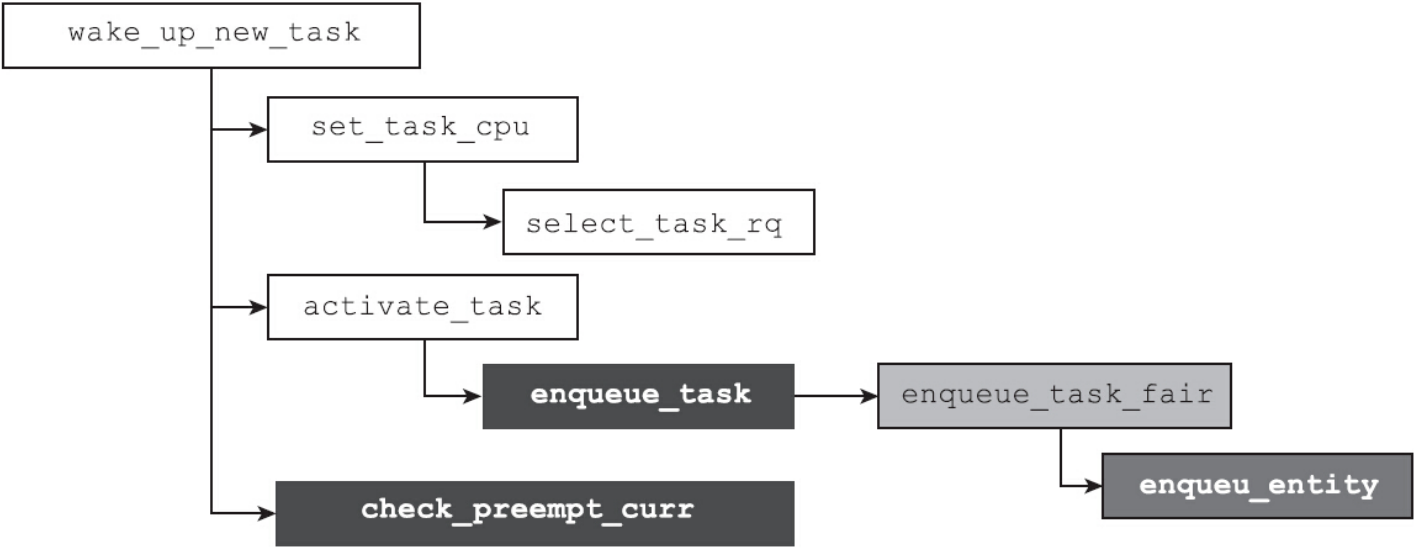 wake_up_new_task
set_task_cpu
select_task_rq
activate_task
enqueue_task
enqueue_task_fair
enqueu_entity
check_preempt_curr